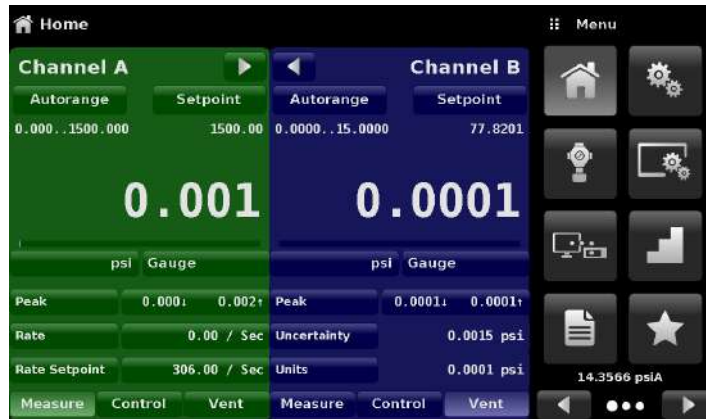 Home
Menu
Channel A
Autorange Setpoint
0.000..1500.000 1500.00
0.001
psi Gauge
Peak 0.000↓ 0.002↑
Rate 0.00 / Sec
Rate Setpoint 306.00 / Sec
Measure Control Vent
Channel B
Autorange Setpoint
0.0000..15.0000 77.8201
0.0001
psi Gauge
Peak 0.0001↓ 0.0001↑
Uncertainty 0.0015 psi
Units 0.0001 psi
Measure Control Vent
14.3566 psiA